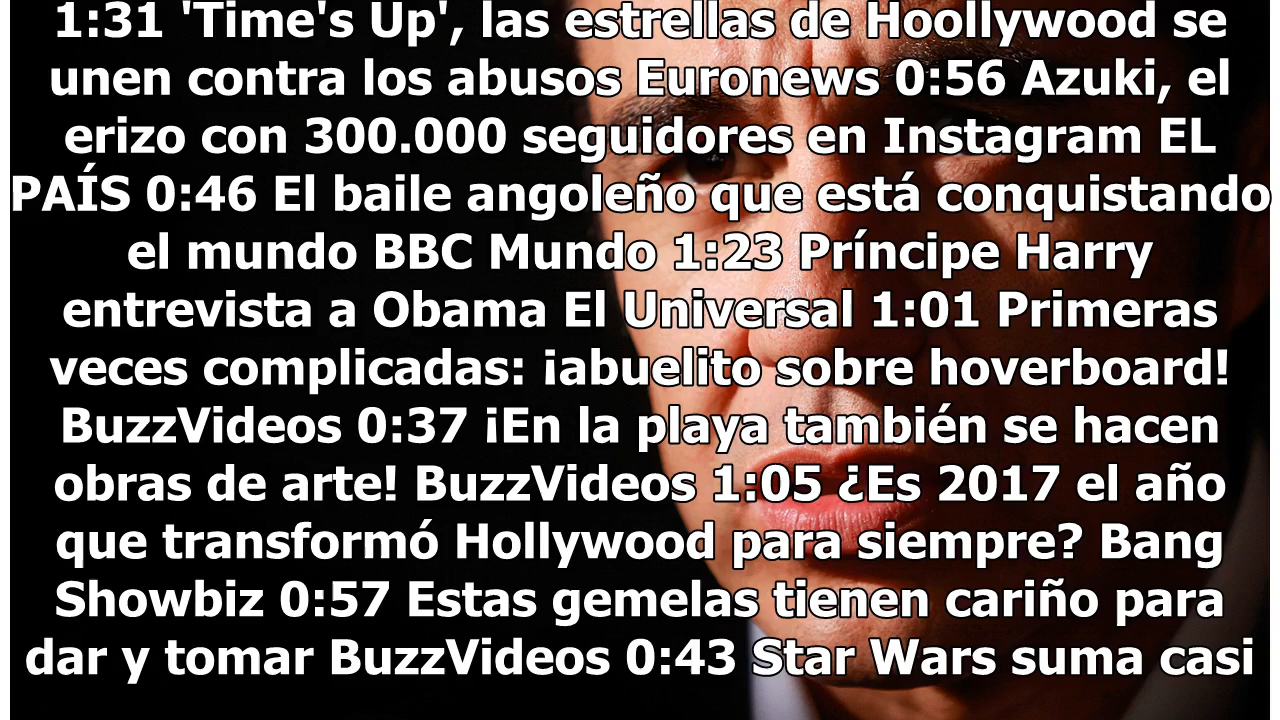 1:31 'Time's Up', las estrellas de Hoollywood se
unen contra los abusos Euronews 0:56 Azuki, el
erizo con 300.000 seguidores en Instagram EL
PAÍS 0:46 El baile angoleño que está conquistando
el mundo BBC Mundo 1:23 Príncipe Harry
entrevista a Obama El Universal 1:01 Primeras
veces complicadas: ¡abuelito sobre hoverboard!
BuzzVideos 0:37 ¡En la playa también se hacen
obras de arte! BuzzVideos 1:05 ¿Es 2017 el año
que transformó Hollywood para siempre? Bang
Showbiz 0:57 Estas gemelas tienen cariño para
dar y tomar BuzzVideos 0:43 Star Wars suma casi